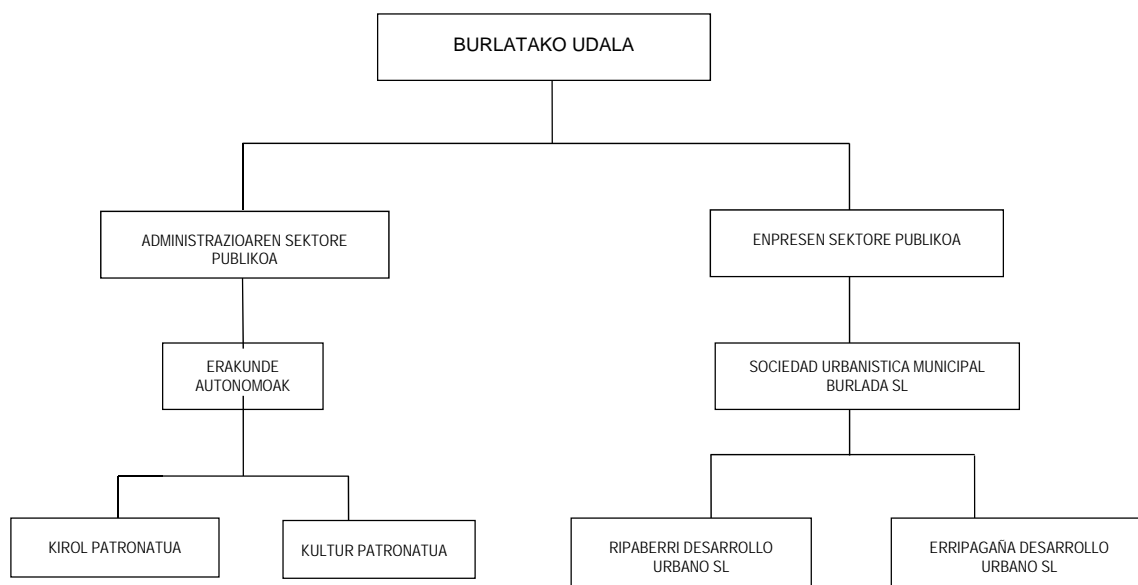 BURLATAKO UDALA
ADMINISTRAZIOAREN SEKTORE
PUBLIKOA
ENPRESEN SEKTORE PUBLIKOA
ERAKUNDE
AUTONOMOAK
SOCIEDAD URBANISTICA MUNICIPAL
BURLADA SL
KIROL PATRONATUA
KULTUR PATRONATUA
RIPABERRI DESARROLLO
URBANO SL
ERRIPAGAÑA DESARROLLO
URBANO SL